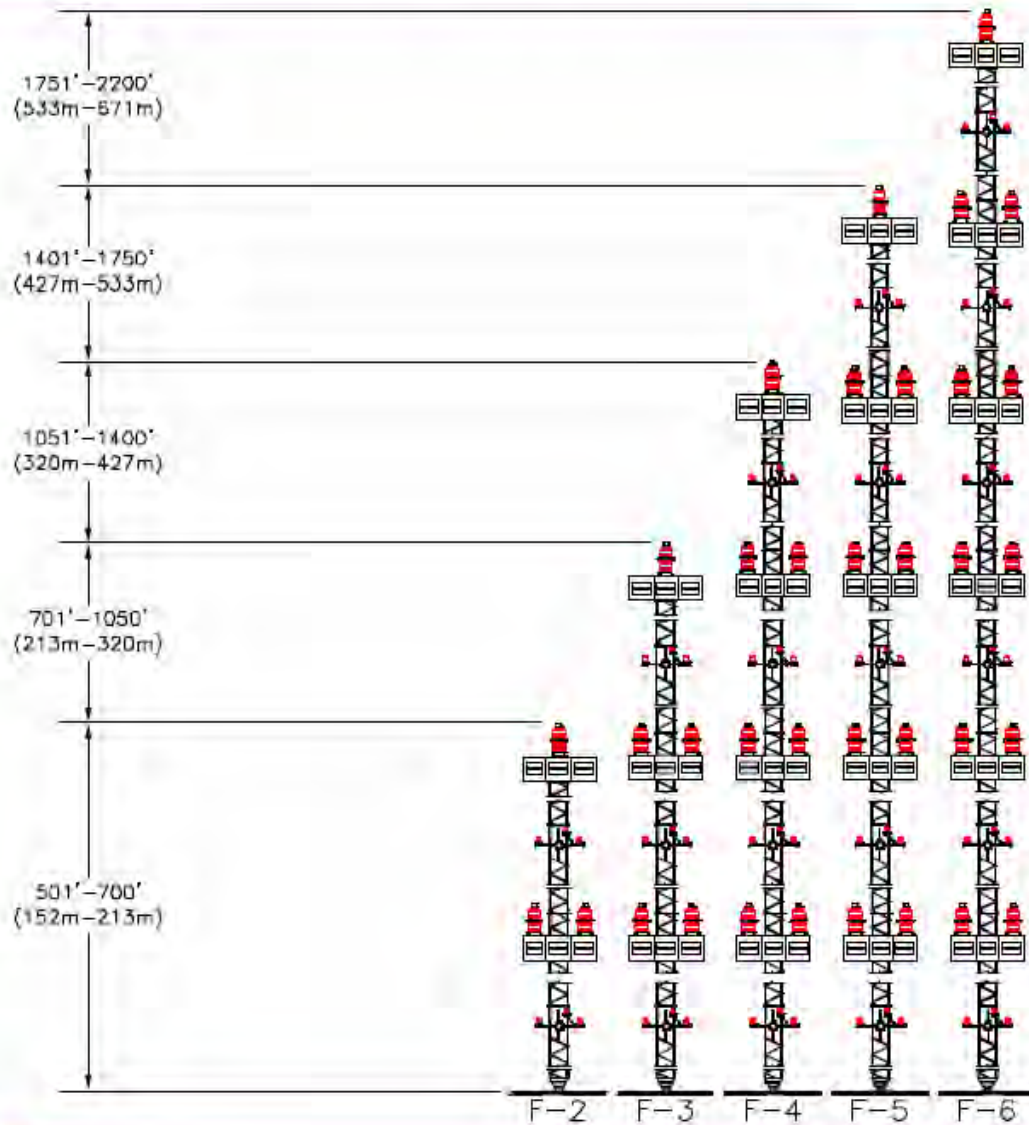 1751'-2200'
(533m-671m)
1401'-1750'
(427m-533m)
1051'-1400'
(320m-427m)
701'-1050'
(213m-320m)
501'-700'
(152m-213m)
F-2 F-3 F-4 F-5 F-6